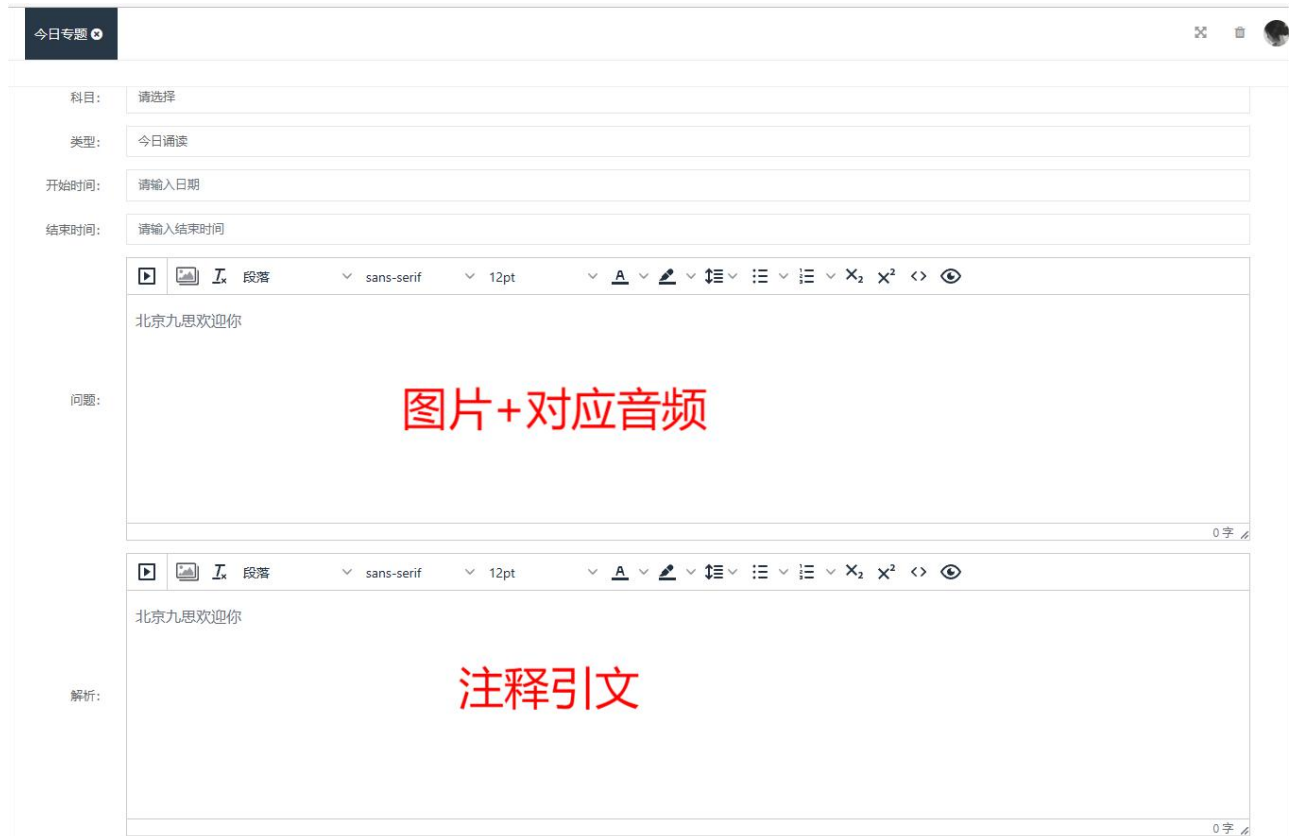 今日专题
科目: 请选择
类型: 今日诵读
开始时间: 请输入日期
结束时间: 请输入结束时间
段落 sans-serif 12pt A X₂ X² <>
北京九思欢迎你
问题: 图片+对应音频
0 字
段落 sans-serif 12pt A X₂ X² <>
北京九思欢迎你
注释引文
解析:
0 字